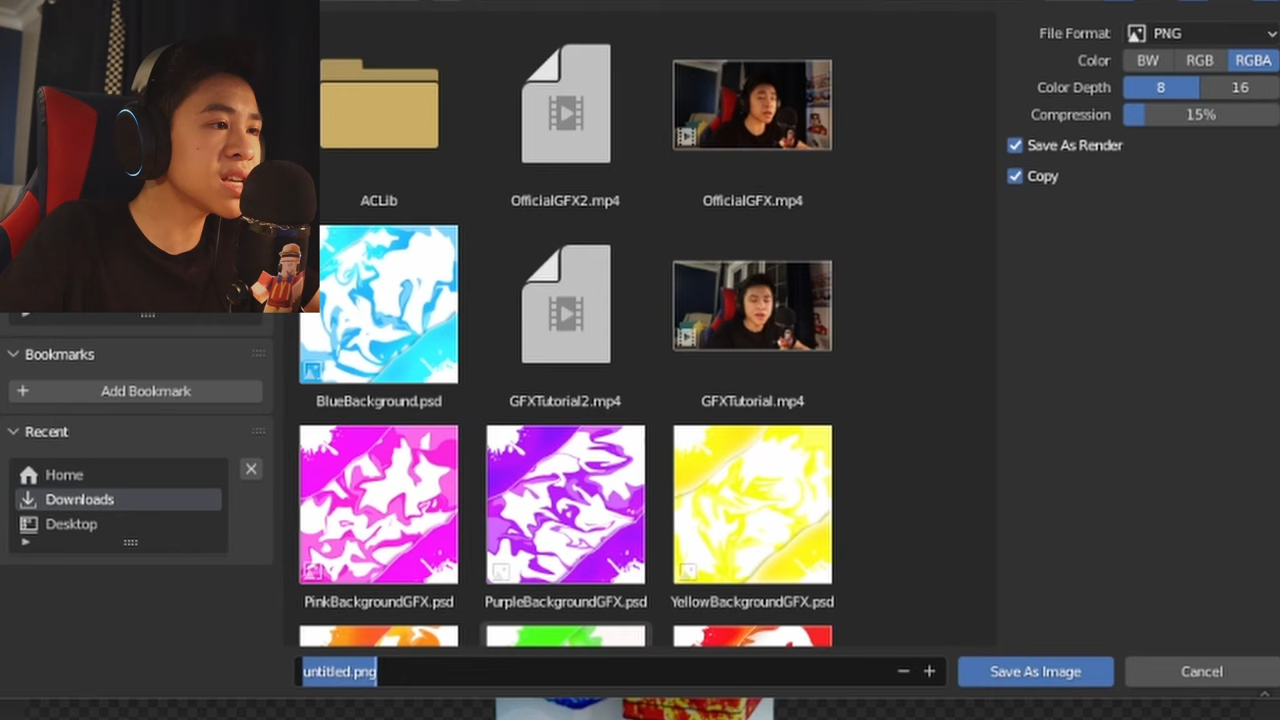 File Format PNG
Color BW RGB RGBA
Color Depth 8 16
Compression 15%
Save As Render
Copy
ACLib OfficialGFX2.mp4 OfficialGFX.mp4
BlueBackground.psd GFXTutorial2.mp4 GFXTutorial.mp4
PinkBackgroundGFX.psd PurpleBackgroundGFX.psd YellowBackgroundGFX.psd
Bookmarks
Add Bookmark
Recent
Home
Downloads
Desktop
untitled.png Save As Image Cancel